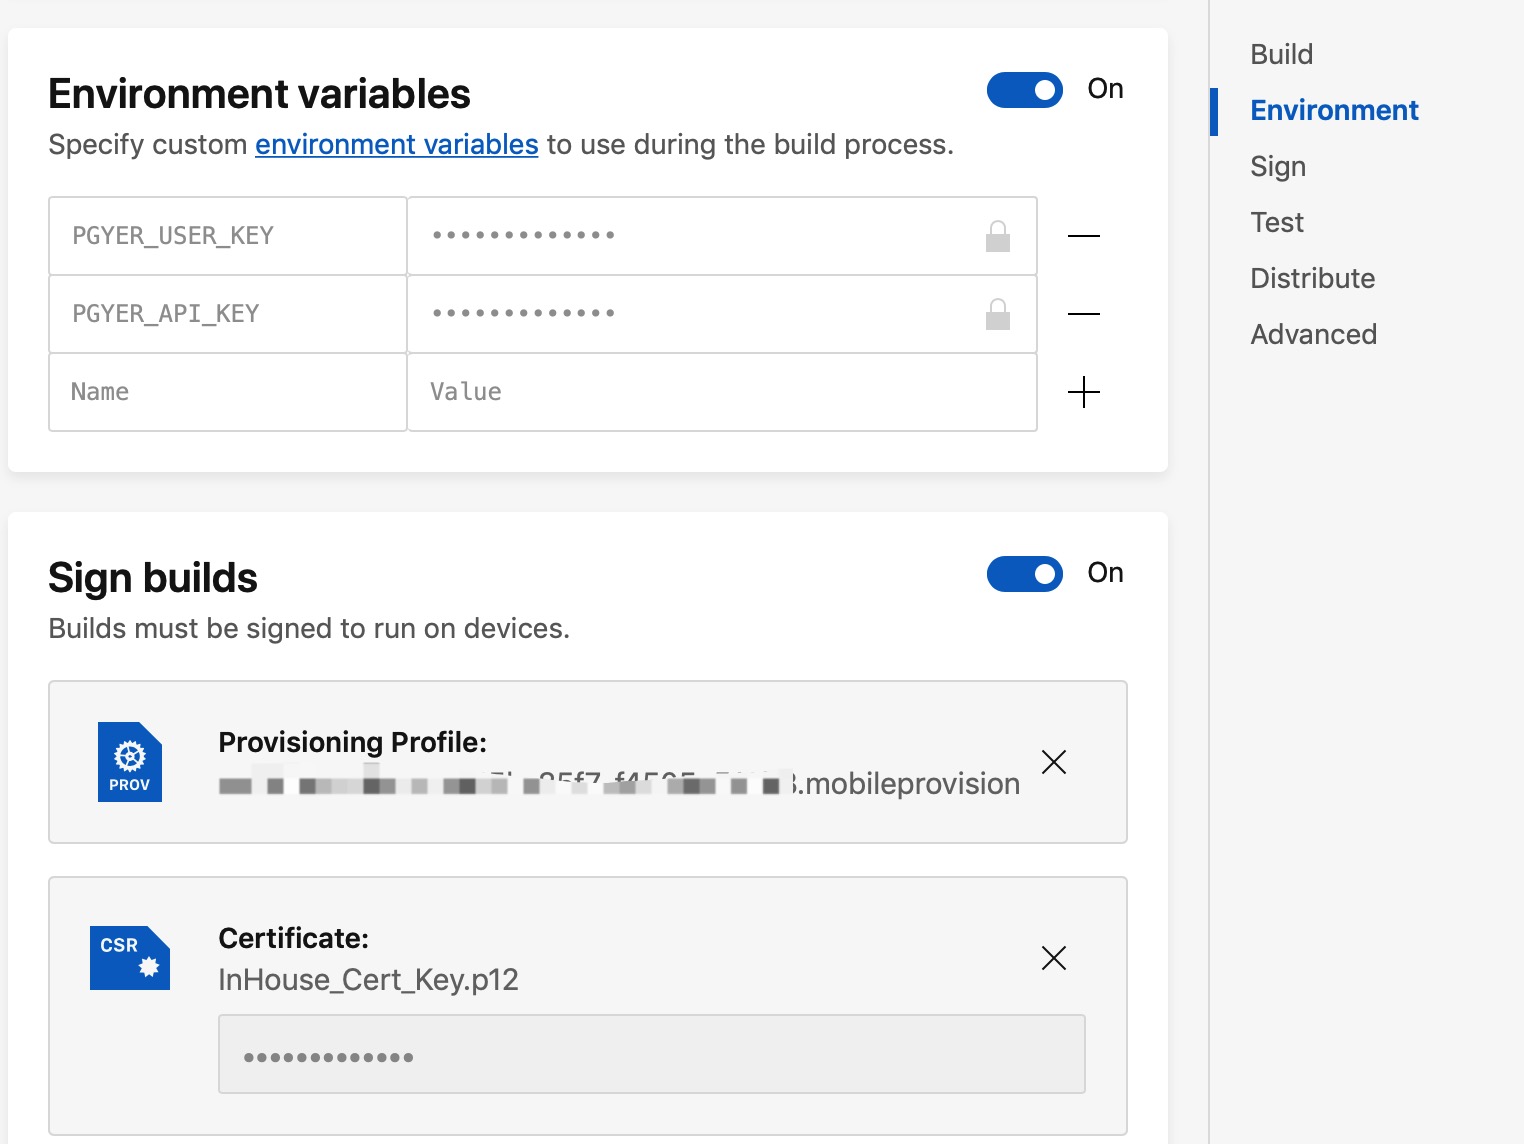 Environment variables
On
Specify custom environment variables to use during the build process.
PGYER_USER_KEY
•••••••••••••
PGYER_API_KEY
•••••••••••••
Name
Value
Sign builds
On
Builds must be signed to run on devices.
PROV
Provisioning Profile:
.mobileprovision
CSR
Certificate:
InHouse_Cert_Key.p12
•••••••••••••
Build
Environment
Sign
Test
Distribute
Advanced